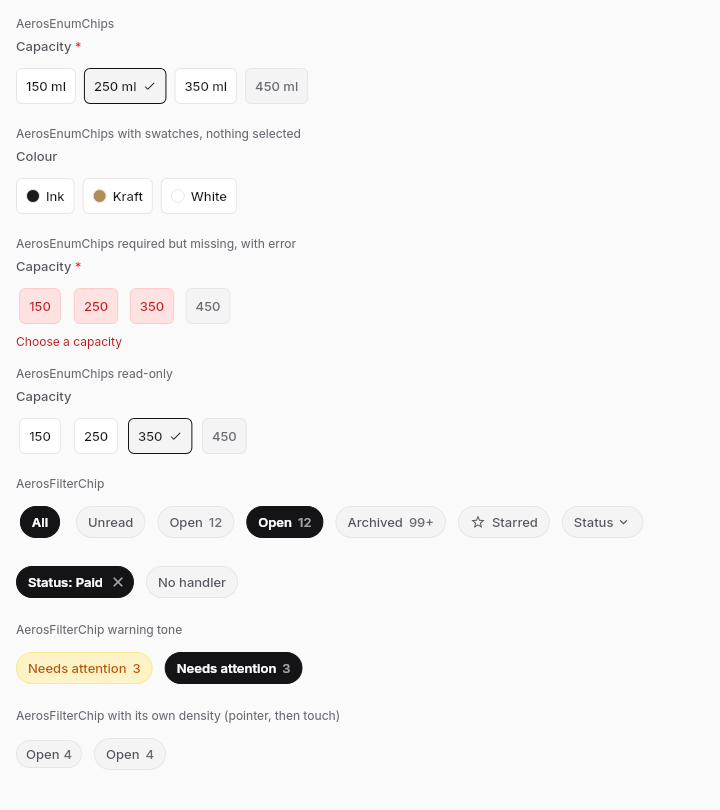 AerosEnumChips
Capacity *
150 ml 250 ml 350 ml 450 ml
AerosEnumChips with swatches, nothing selected
Colour
Ink Kraft White
AerosEnumChips required but missing, with error
Capacity *
150 250 350 450
Choose a capacity
AerosEnumChips read-only
Capacity
150 250 350 450
AerosFilterChip
All Unread Open 12 Open 12 Archived 99+ Starred Status
Status: Paid No handler
AerosFilterChip warning tone
Needs attention 3 Needs attention 3
AerosFilterChip with its own density (pointer, then touch)
Open 4 Open 4